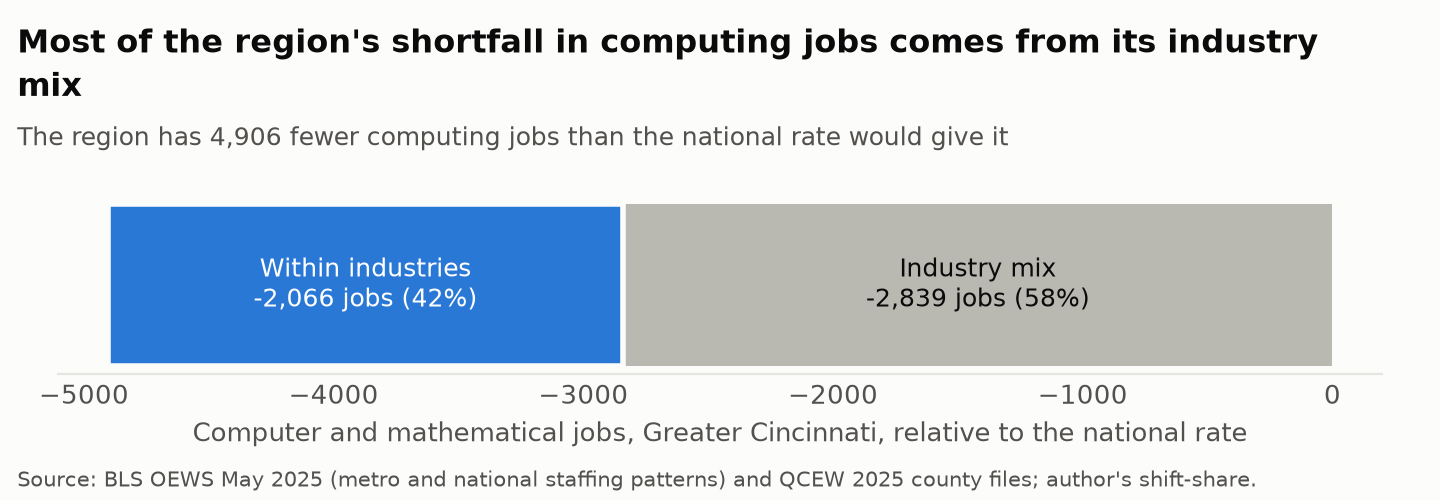 Most of the region's shortfall in computing jobs comes from its industry
mix
The region has 4,906 fewer computing jobs than the national rate would give it
Within industries
-2,066 jobs (42%)
Industry mix
-2,839 jobs (58%)
−5000 −4000 −3000 −2000 −1000 0
Computer and mathematical jobs, Greater Cincinnati, relative to the national rate
Source: BLS OEWS May 2025 (metro and national staffing patterns) and QCEW 2025 county files; author's shift-share.